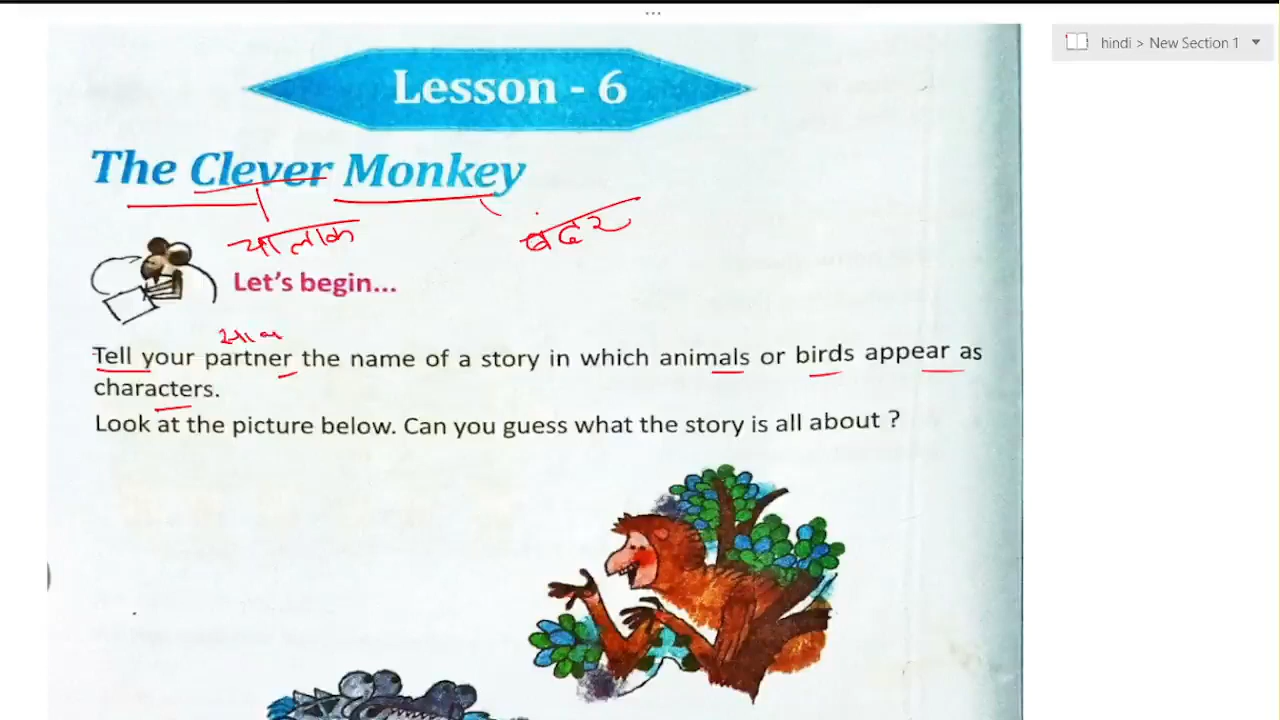 ...
hindi > New Section 1
Lesson - 6
The Clever Monkey
चालाक
बंदर
Let's begin...
Tell your partner the name of a story in which animals or birds appear as
characters.
Look at the picture below. Can you guess what the story is all about ?